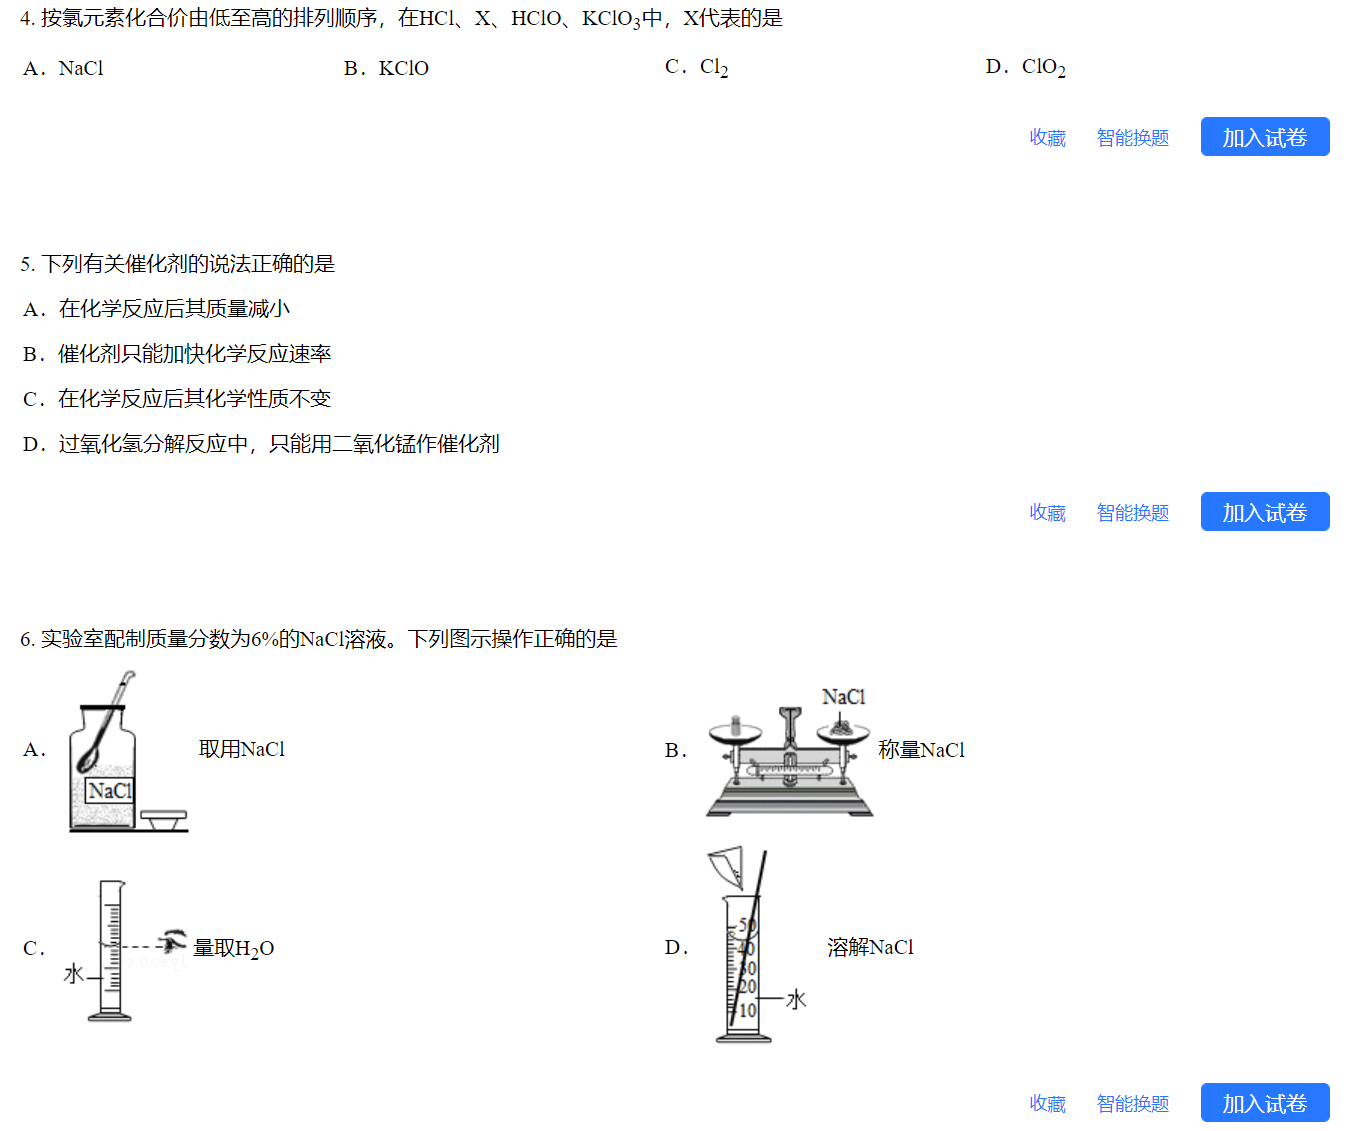 4. 按氯元素化合价由低至高的排列顺序，在HCl、X、HClO、KClO₃中，X代表的是
A．NaCl B．KClO C．Cl₂ D．ClO₂
收藏 智能换题 加入试卷
5. 下列有关催化剂的说法正确的是
A．在化学反应后其质量减小
B．催化剂只能加快化学反应速率
C．在化学反应后其化学性质不变
D．过氧化氢分解反应中，只能用二氧化锰作催化剂
收藏 智能换题 加入试卷
6. 实验室配制质量分数为6%的NaCl溶液。下列图示操作正确的是
NaCl
A． 取用NaCl B． 称量NaCl
NaCl
C． 量取H₂O D． 溶解NaCl
水
50
40
30
20
10
水
收藏 智能换题 加入试卷